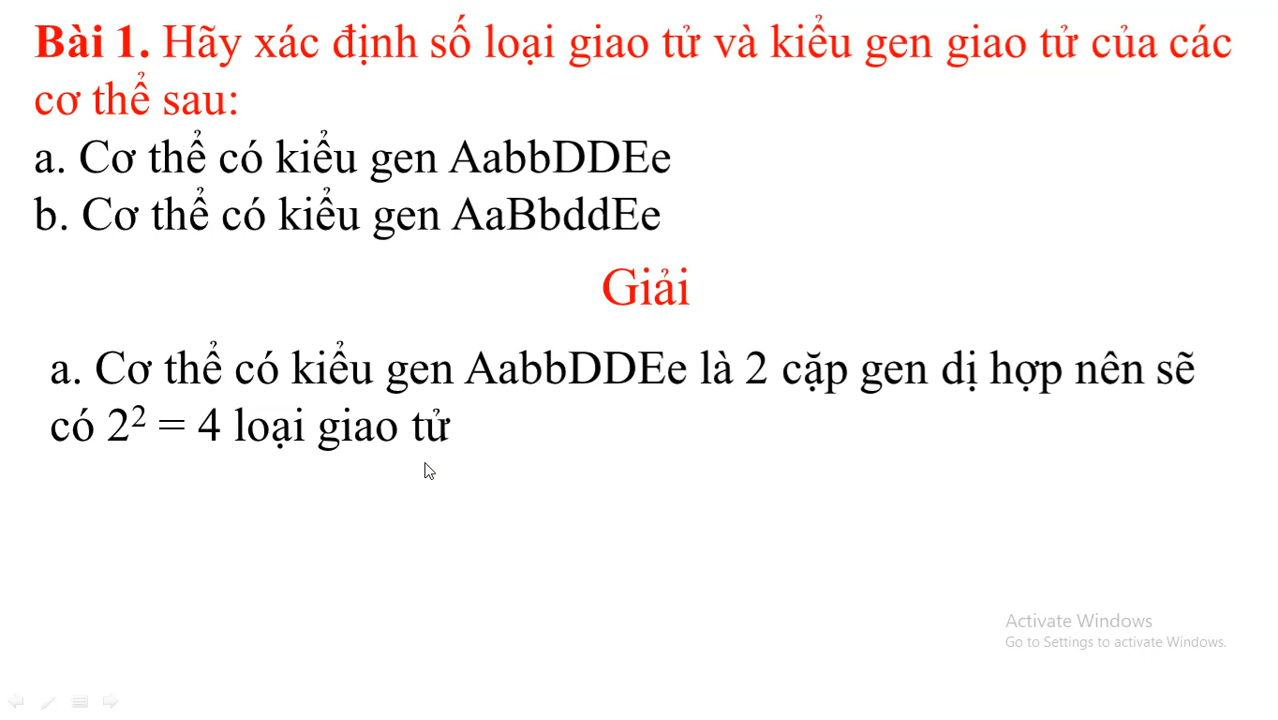 Bài 1. Hãy xác định số loại giao tử và kiểu gen giao tử của các
cơ thể sau:
a. Cơ thể có kiểu gen AabbDDEe
b. Cơ thể có kiểu gen AaBbddEe
Giải
a. Cơ thể có kiểu gen AabbDDEe là 2 cặp gen dị hợp nên sẽ
có 2² = 4 loại giao tử
Activate Windows
Go to Settings to activate Windows.